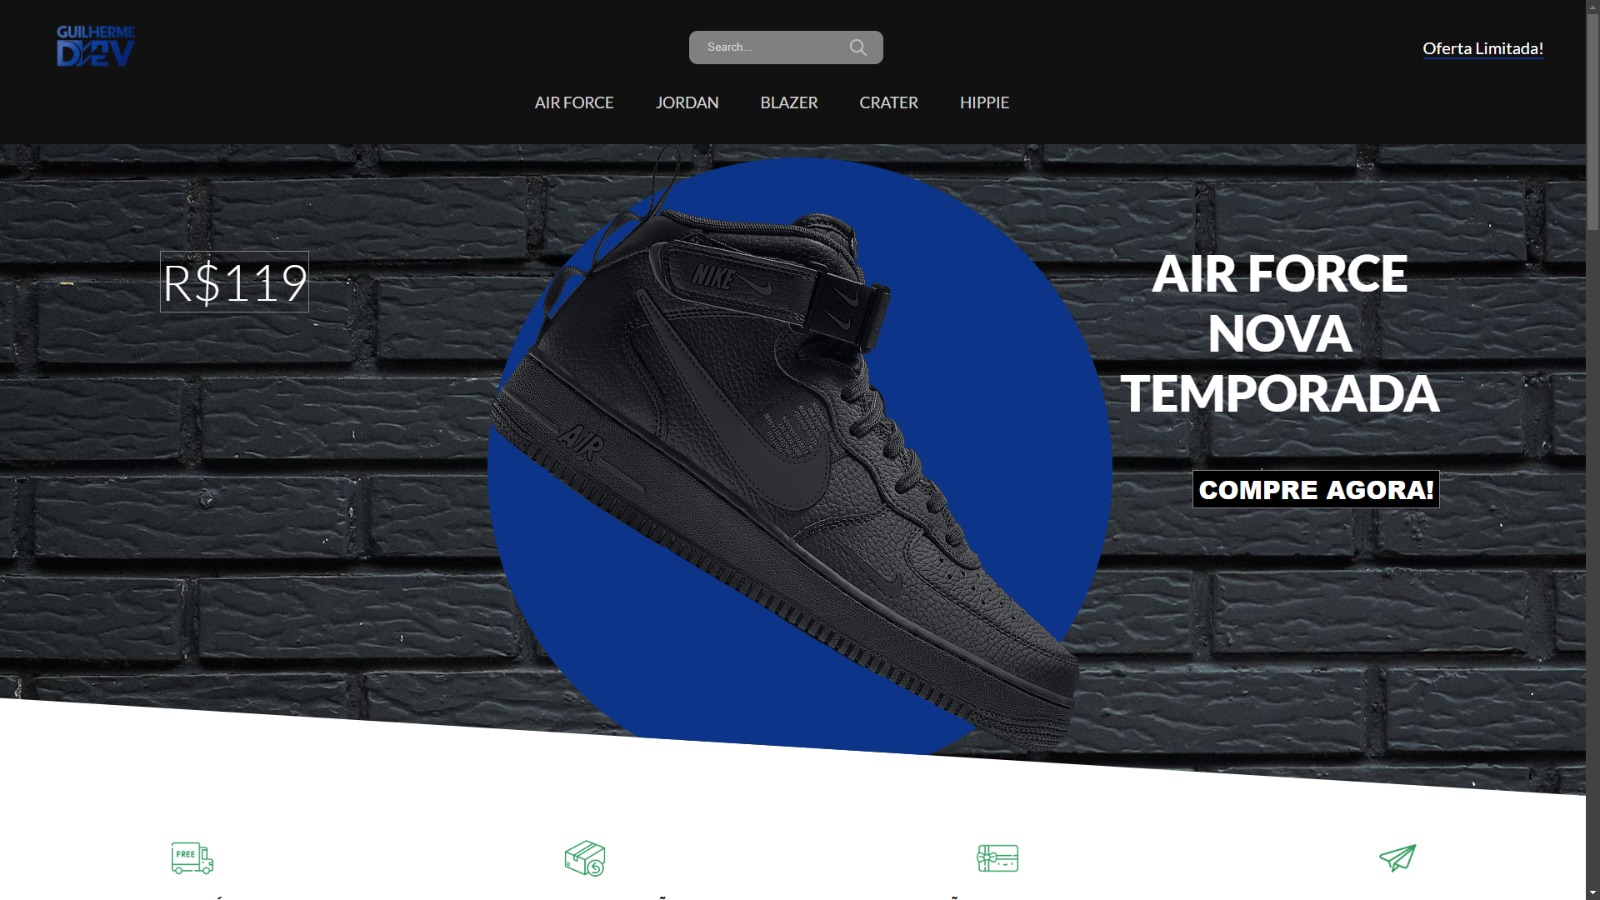 GUILHERME
DEV
Search...
Oferta Limitada!
AIR FORCE
JORDAN
BLAZER
CRATER
HIPPIE
R$119
NIKE
AIR
AIR FORCE
NOVA
TEMPORADA
COMPRE AGORA!
FREE